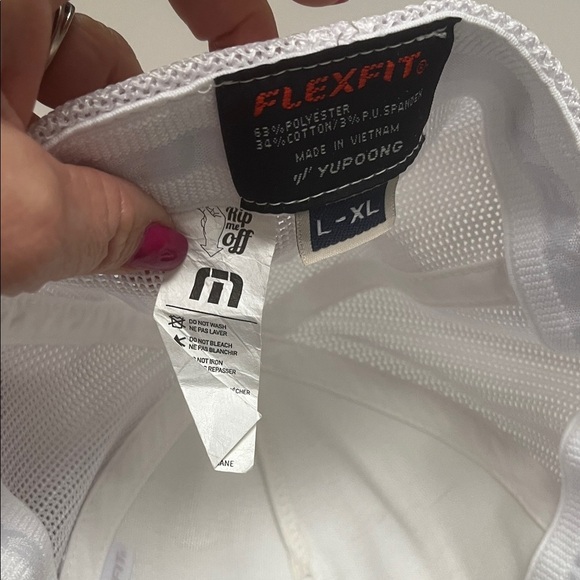 FLEXFIT®
63% POLYESTER
34% COTTON/3% P.U. SPANDEX
MADE IN VIETNAM
YUPOONG
L - XL
Rip
me
off
m
DO NOT WASH
NE PAS LAVER
DO NOT BLEACH
NE PAS BLANCHIR
NOT IRON
REPASSER